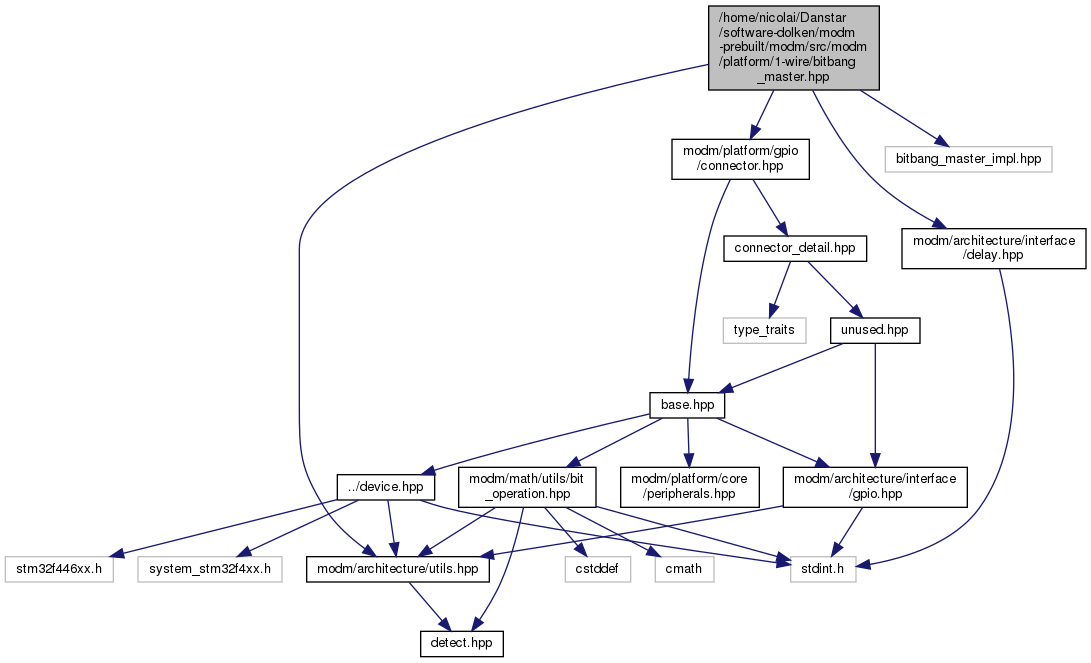 /home/nicolai/Danstar
/software-dolken/modm
-prebuilt/modm/src/modm
/platform/1-wire/bitbang
_master.hpp
modm/platform/gpio
/connector.hpp
bitbang_master_impl.hpp
connector_detail.hpp
modm/architecture/interface
/delay.hpp
type_traits
unused.hpp
base.hpp
../device.hpp
modm/math/utils/bit
_operation.hpp
modm/platform/core
/peripherals.hpp
modm/architecture/interface
/gpio.hpp
stm32f446xx.h
system_stm32f4xx.h
modm/architecture/utils.hpp
cstddef
cmath
stdint.h
detect.hpp